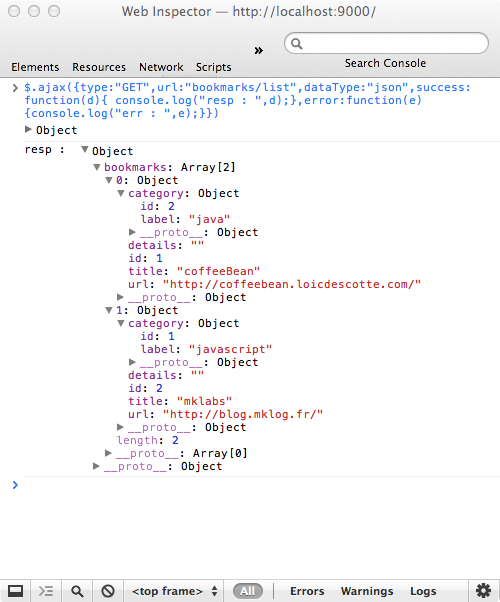 Web Inspector — http://localhost:9000/
Elements Resources Network Scripts » Search Console
> $.ajax({type:"GET",url:"bookmarks/list",dataType:"json",success:
function(d){ console.log("resp : ",d);},error:function(e)
{console.log("err : ",e);}})
▶ Object
resp : ▼ Object
▼ bookmarks: Array[2]
▼ 0: Object
▼ category: Object
id: 2
label: "java"
▶ __proto__: Object
details: ""
id: 1
title: "coffeeBean"
url: "http://coffeebean.loicdescotte.com/"
▶ __proto__: Object
▼ 1: Object
▼ category: Object
id: 1
label: "javascript"
▶ __proto__: Object
details: ""
id: 2
title: "mklabs"
url: "http://blog.mklog.fr/"
▶ __proto__: Object
length: 2
▶ __proto__: Array[0]
▶ __proto__: Object
>
<top frame> All Errors Warnings Logs